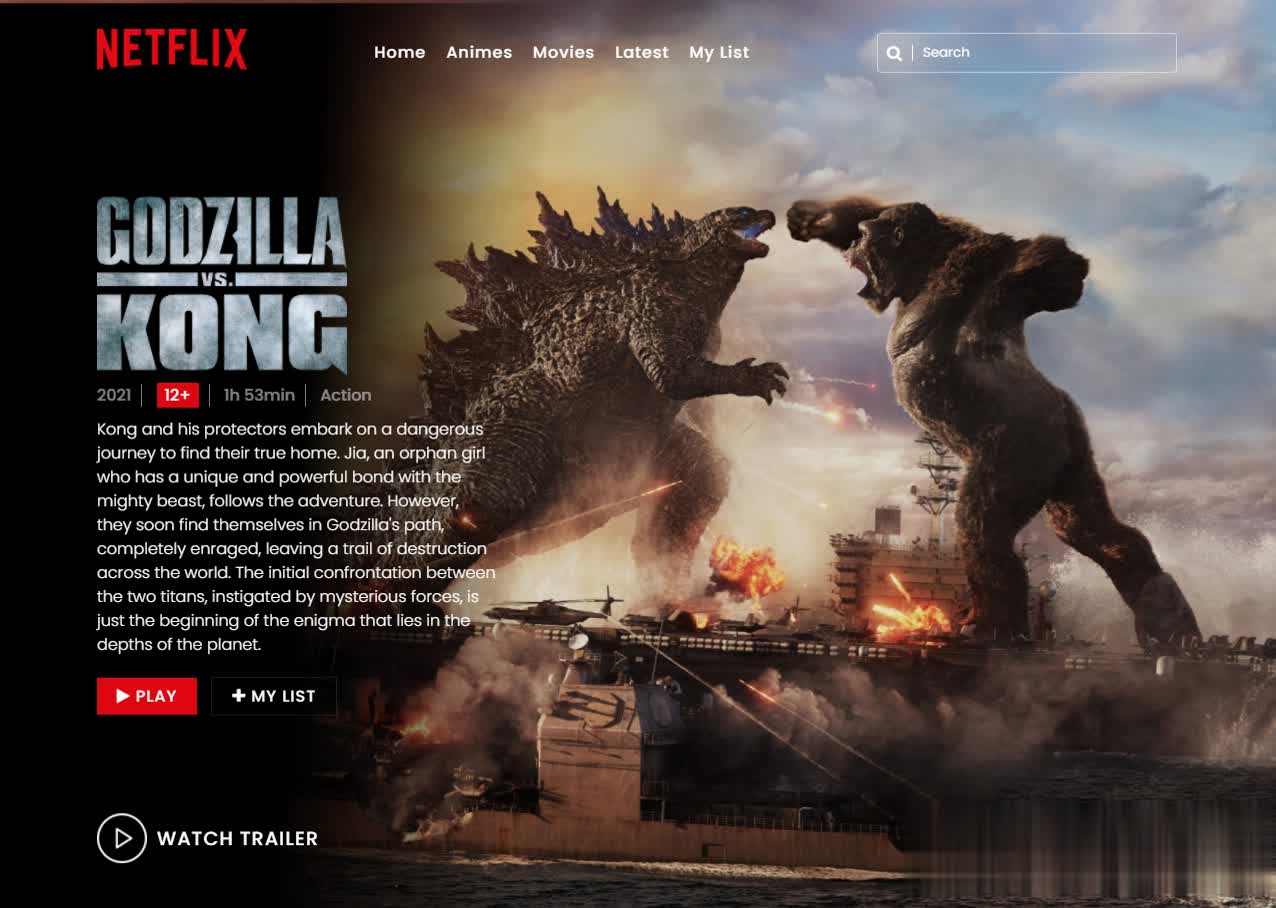 NETFLIX
Home Animes Movies Latest My List
Search
GODZILLA
VS.
KONG
2021 12+ 1h 53min Action
Kong and his protectors embark on a dangerous
journey to find their true home. Jia, an orphan girl
who has a unique and powerful bond with the
mighty beast, follows the adventure. However,
they soon find themselves in Godzilla's path,
completely enraged, leaving a trail of destruction
across the world. The initial confrontation between
the two titans, instigated by mysterious forces, is
just the beginning of the enigma that lies in the
depths of the planet.
PLAY
MY LIST
WATCH TRAILER